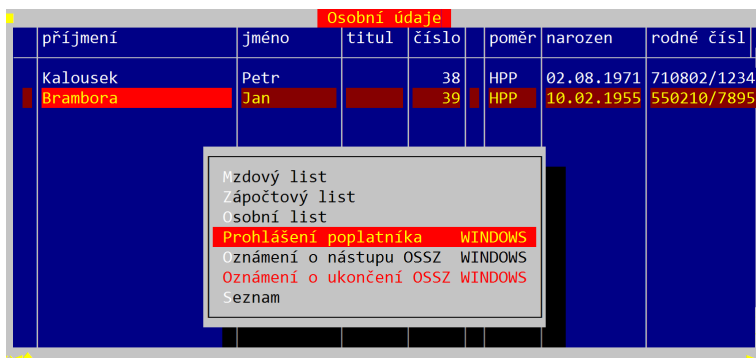 Osobní údaje
příjmení jméno titul číslo poměr narozen rodné čísl
Kalousek Petr 38 HPP 02.08.1971 710802/1234
Brambora Jan 39 HPP 10.02.1955 550210/7895
Mzdový list
Zápočtový list
Osobní list
Prohlášení poplatníka WINDOWS
Oznámení o nástupu OSSZ WINDOWS
Oznámení o ukončení OSSZ WINDOWS
Seznam